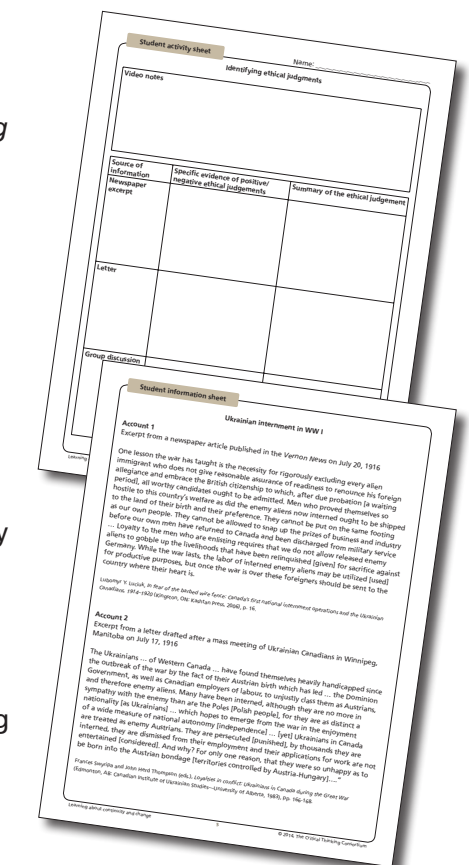 g
y
g
Student activity sheet
Name:
Identifying ethical judgments
Video notes
Source of
information
Specific evidence of positive/
negative ethical judgements
Summary of the ethical judgement
Newspaper
excerpt
Letter
Group discussion
Learning
Student information sheet
Ukrainian internment in WW I
Account 1
Excerpt from a newspaper article published in the Vernon News on July 20, 1916
One lesson the war has taught is the necessity for rigorously excluding every alien
immigrant who does not give reasonable assurance of readiness to renounce his foreign
allegiance and embrace the British citizenship to which, after due probation [a waiting
period], all worthy candidates ought to be admitted. Men who proved themselves so
hostile to this country's welfare as did the enemy aliens now interned ought to be shipped
to the land of their birth and their preference. They cannot be put on the same footing
as our own people. They cannot be allowed to snap up the prizes of business and industry
before our own men have returned to Canada and been discharged from military service
... Loyalty to the men who are enlisting requires that we do not allow released enemy
aliens to gobble up the livelihoods that have been relinquished [given] for sacrifice against
Germany. While the war lasts, the labor of interned enemy aliens may be utilized [used]
for productive purposes, but once the war is over these foreigners should be sent to the
country where their heart is.
Lubomyr Y. Luciuk, In fear of the barbed wire fence: Canada's first national internment operations and the Ukrainian
Canadians, 1914–1920 (Kingston, ON: Kashtan Press, 2006), p. 16.
Account 2
Excerpt from a letter drafted after a mass meeting of Ukrainian Canadians in Winnipeg,
Manitoba on July 17, 1916
The Ukrainians ... of Western Canada ... have found themselves heavily handicapped since
the outbreak of the war by the fact of their Austrian birth which has led ... the Dominion
Government, as well as Canadian employers of labour, to unjustly class them as Austrians,
and therefore enemy aliens. Many have been interned, although they are no more in
sympathy with the enemy than are the Poles [Polish people], for they are as distinct a
nationality [as Ukrainians] ... which hopes to emerge from the war in the enjoyment
of a wide measure of national autonomy [independence] ... [yet] Ukrainians in Canada
are treated as enemy Austrians. They are persecuted [punished], by thousands they are
interned, they are dismissed from their employment and their applications for work are not
entertained [considered]. And why? For only one reason, that they were so unhappy as to
be born into the Austrian bondage [territories controlled by Austria-Hungary]...."
Frances Swyripa and John Herd Thompson (eds.), Loyalties in conflict: Ukrainians in Canada during the Great War
(Edmonton, AB: Canadian Institute of Ukrainian Studies—University of Alberta, 1983), pp. 166-168.
Learning about continuity and change
5
© 2016, The Critical Thinking Consortium